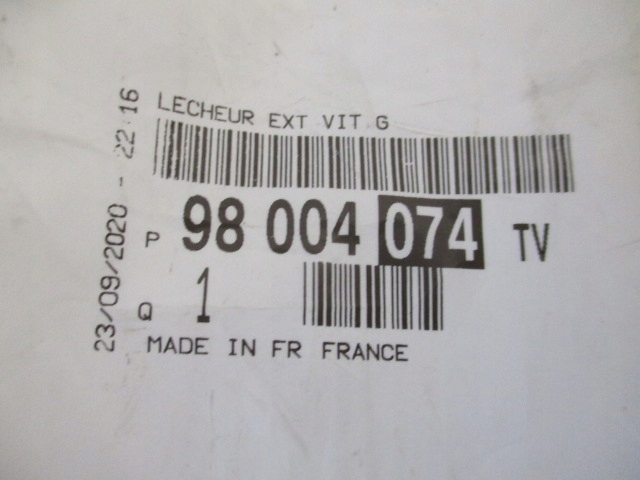 LECHEUR EXT VIT G
P 98 004 074 TV
Q 1
MADE IN FR FRANCE
23/09/2020 - 22:16